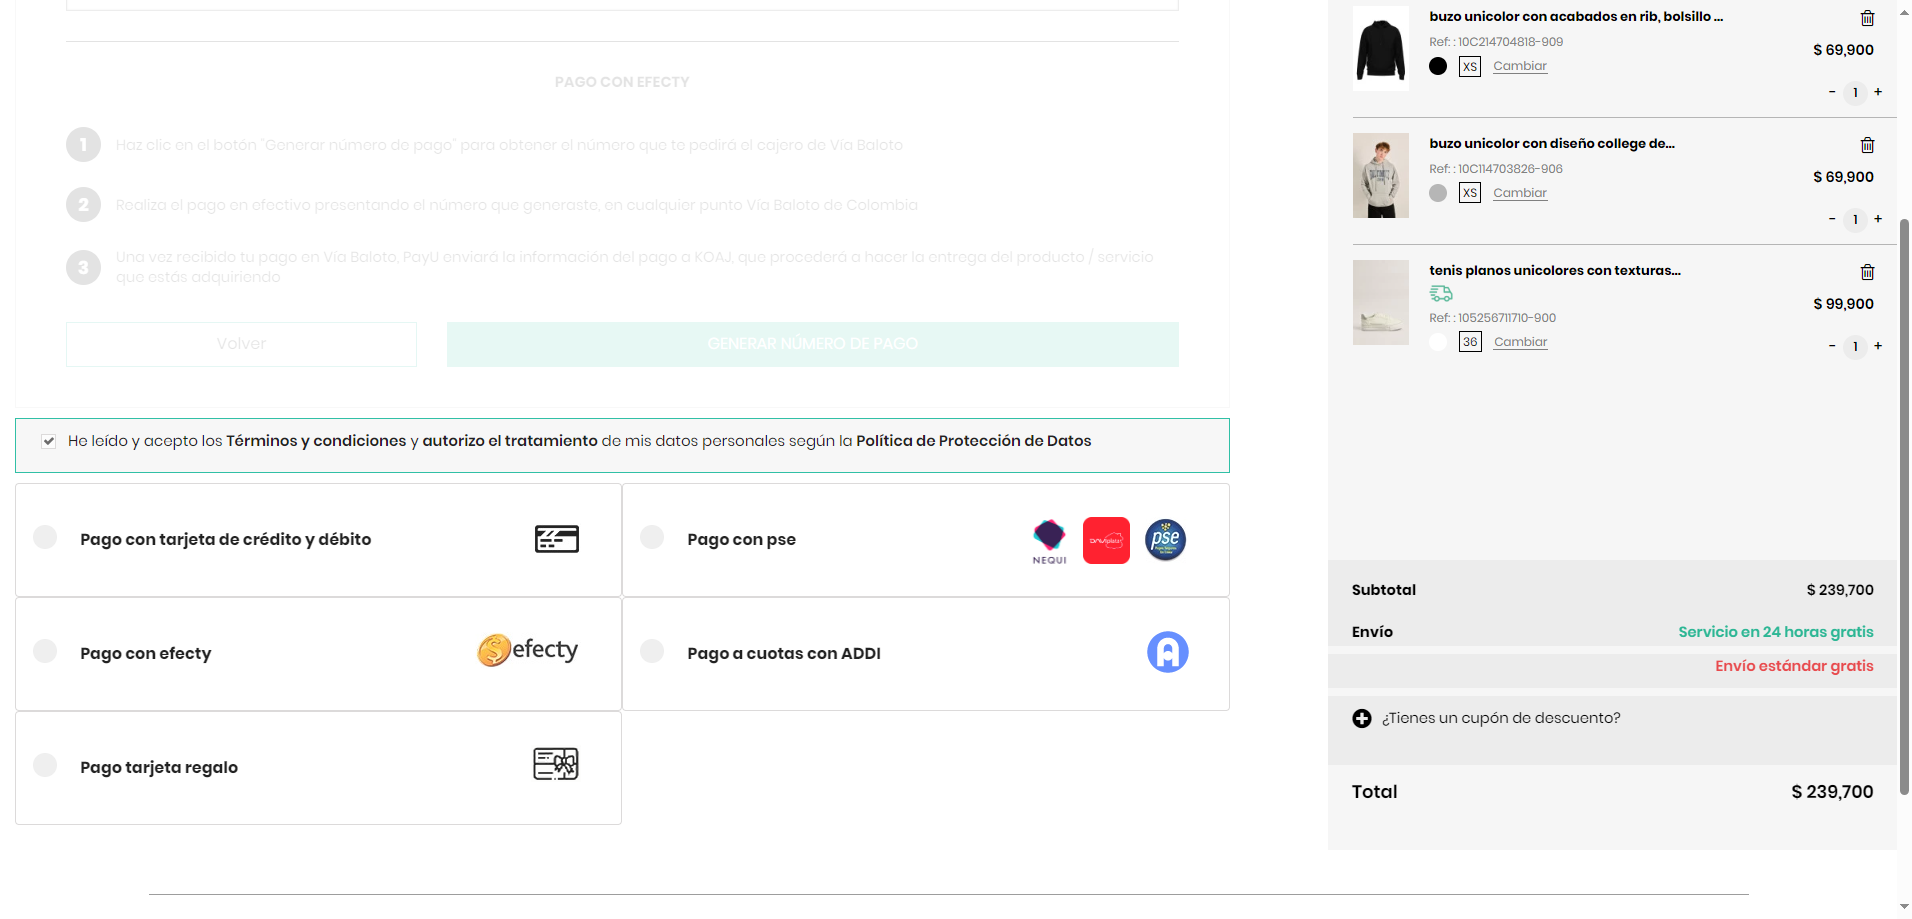 PAGO CON EFECTY
1 Haz clic en el botón "Generar número de pago" para obtener el número que te pedirá el cajero de Vía Baloto
2 Realiza el pago en efectivo presentando el número que generaste, en cualquier punto Vía Baloto de Colombia
3 Una vez recibido tu pago en Vía Baloto, PayU enviará la información del pago a KOAJ, que procederá a hacer la entrega del producto / servicio
que estás adquiriendo
Volver
GENERAR NÚMERO DE PAGO
He leído y acepto los Términos y condiciones y autorizo el tratamiento de mis datos personales según la Política de Protección de Datos
Pago con tarjeta de crédito y débito
Pago con pse
NEQUI
DAVIplata
pse
Pago con efecty
efecty
Pago a cuotas con ADDI
Pago tarjeta regalo
buzo unicolor con acabados en rib, bolsillo ...
Ref: : 10C214704818-909
$ 69,900
XS Cambiar
- 1 +
buzo unicolor con diseño college de...
Ref: : 10C114703826-906
$ 69,900
XS Cambiar
- 1 +
tenis planos unicolores con texturas...
$ 99,900
Ref: : 105256711710-900
36 Cambiar
- 1 +
Subtotal $ 239,700
Envío Servicio en 24 horas gratis
Envío estándar gratis
¿Tienes un cupón de descuento?
Total $ 239,700